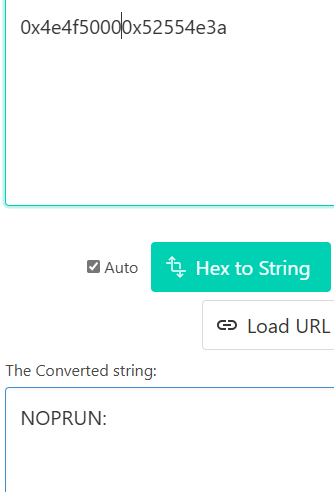 0x4e4f50000x52554e3a
Auto
Hex to String
Load URL
The Converted string:
NOPRUN: